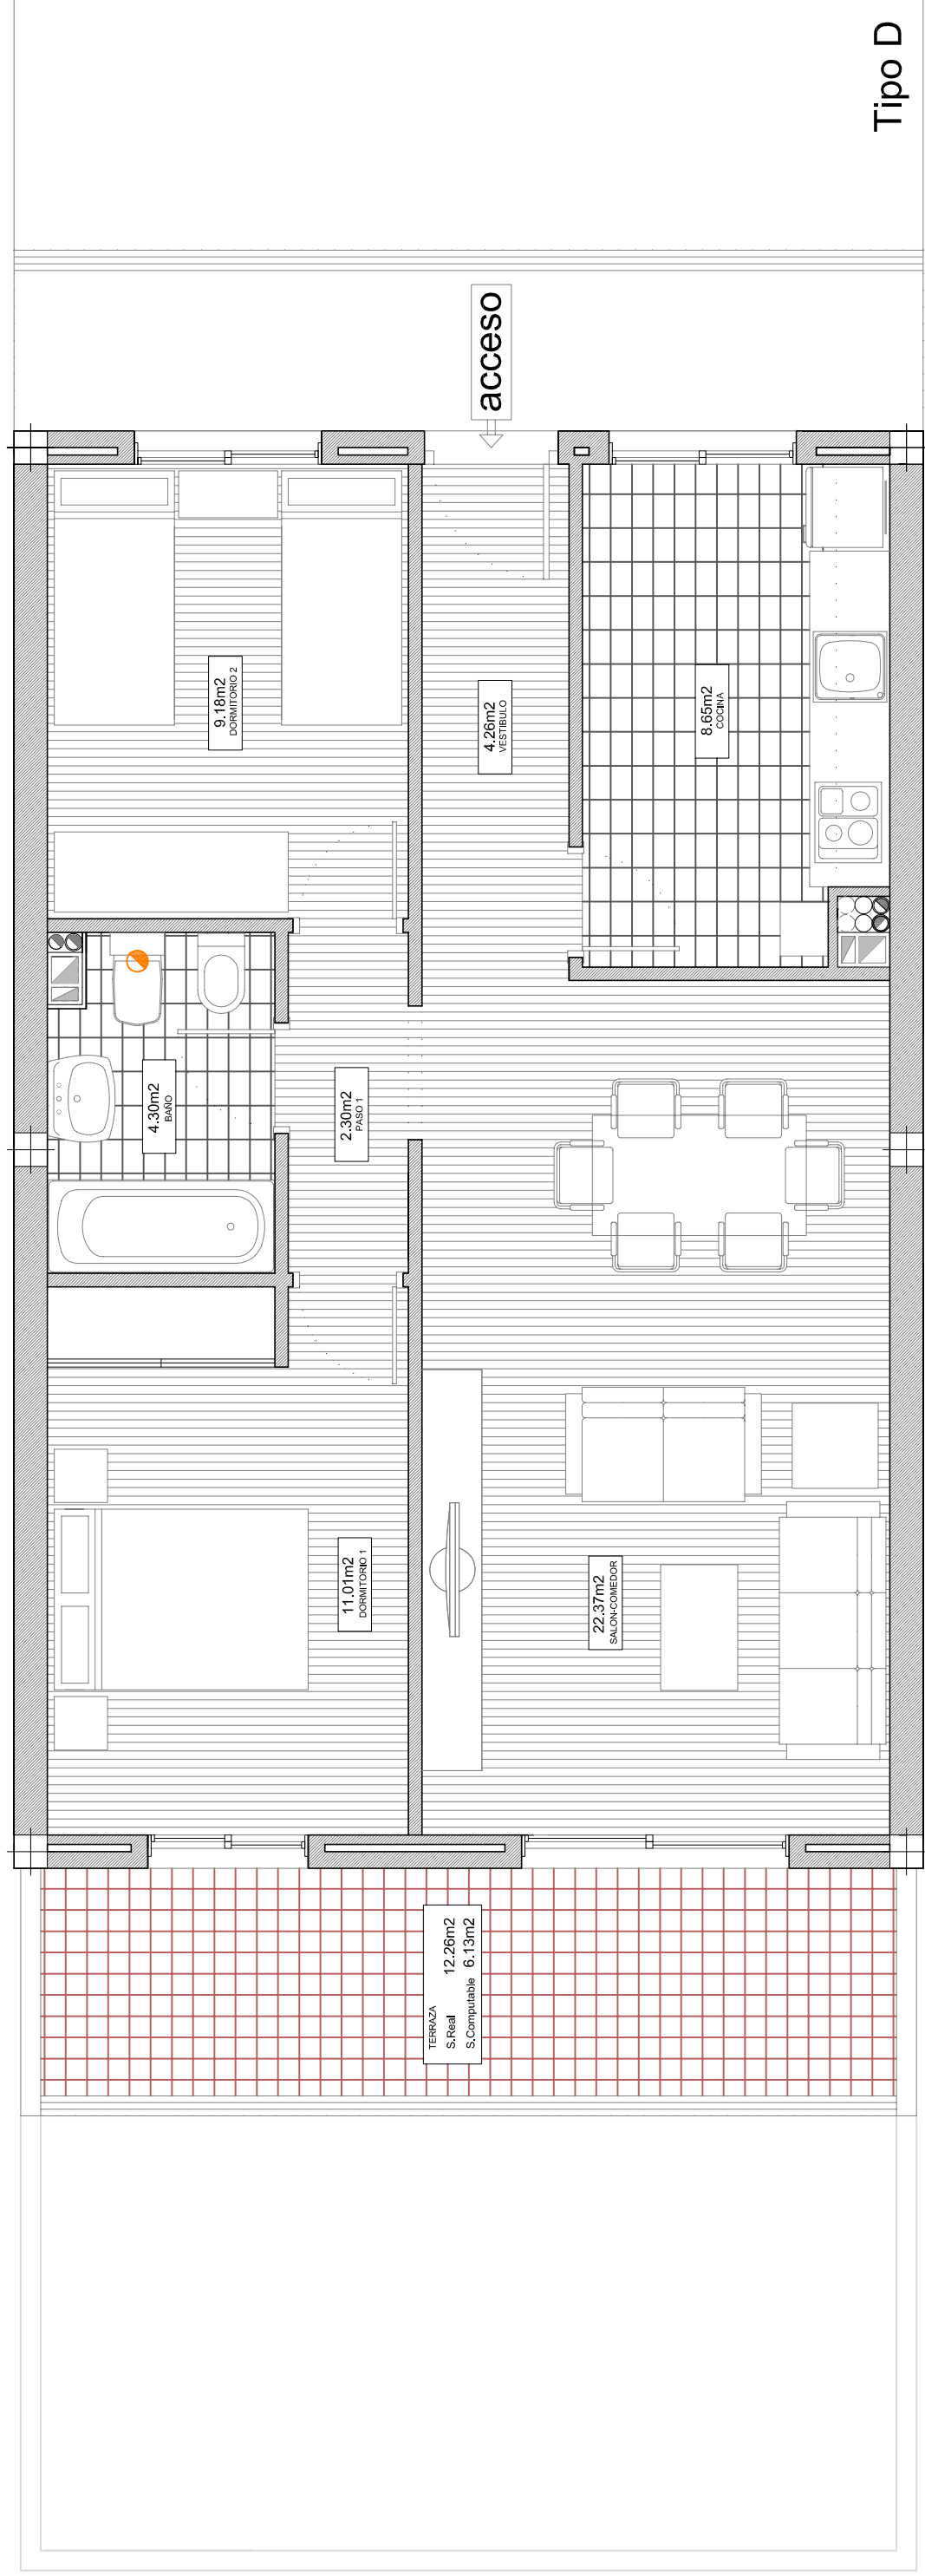 Tipo D
acceso
9.18m2
DORMITORIO 2
4.26m2
VESTIBULO
8.65m2
COCINA
4.30m2
BAÑO
2.30m2
PASO 1
11.01m2
DORMITORIO 1
22.37m2
SALON-COMEDOR
TERRAZA
S.Real 12.26m2
S.Computable 6.13m2